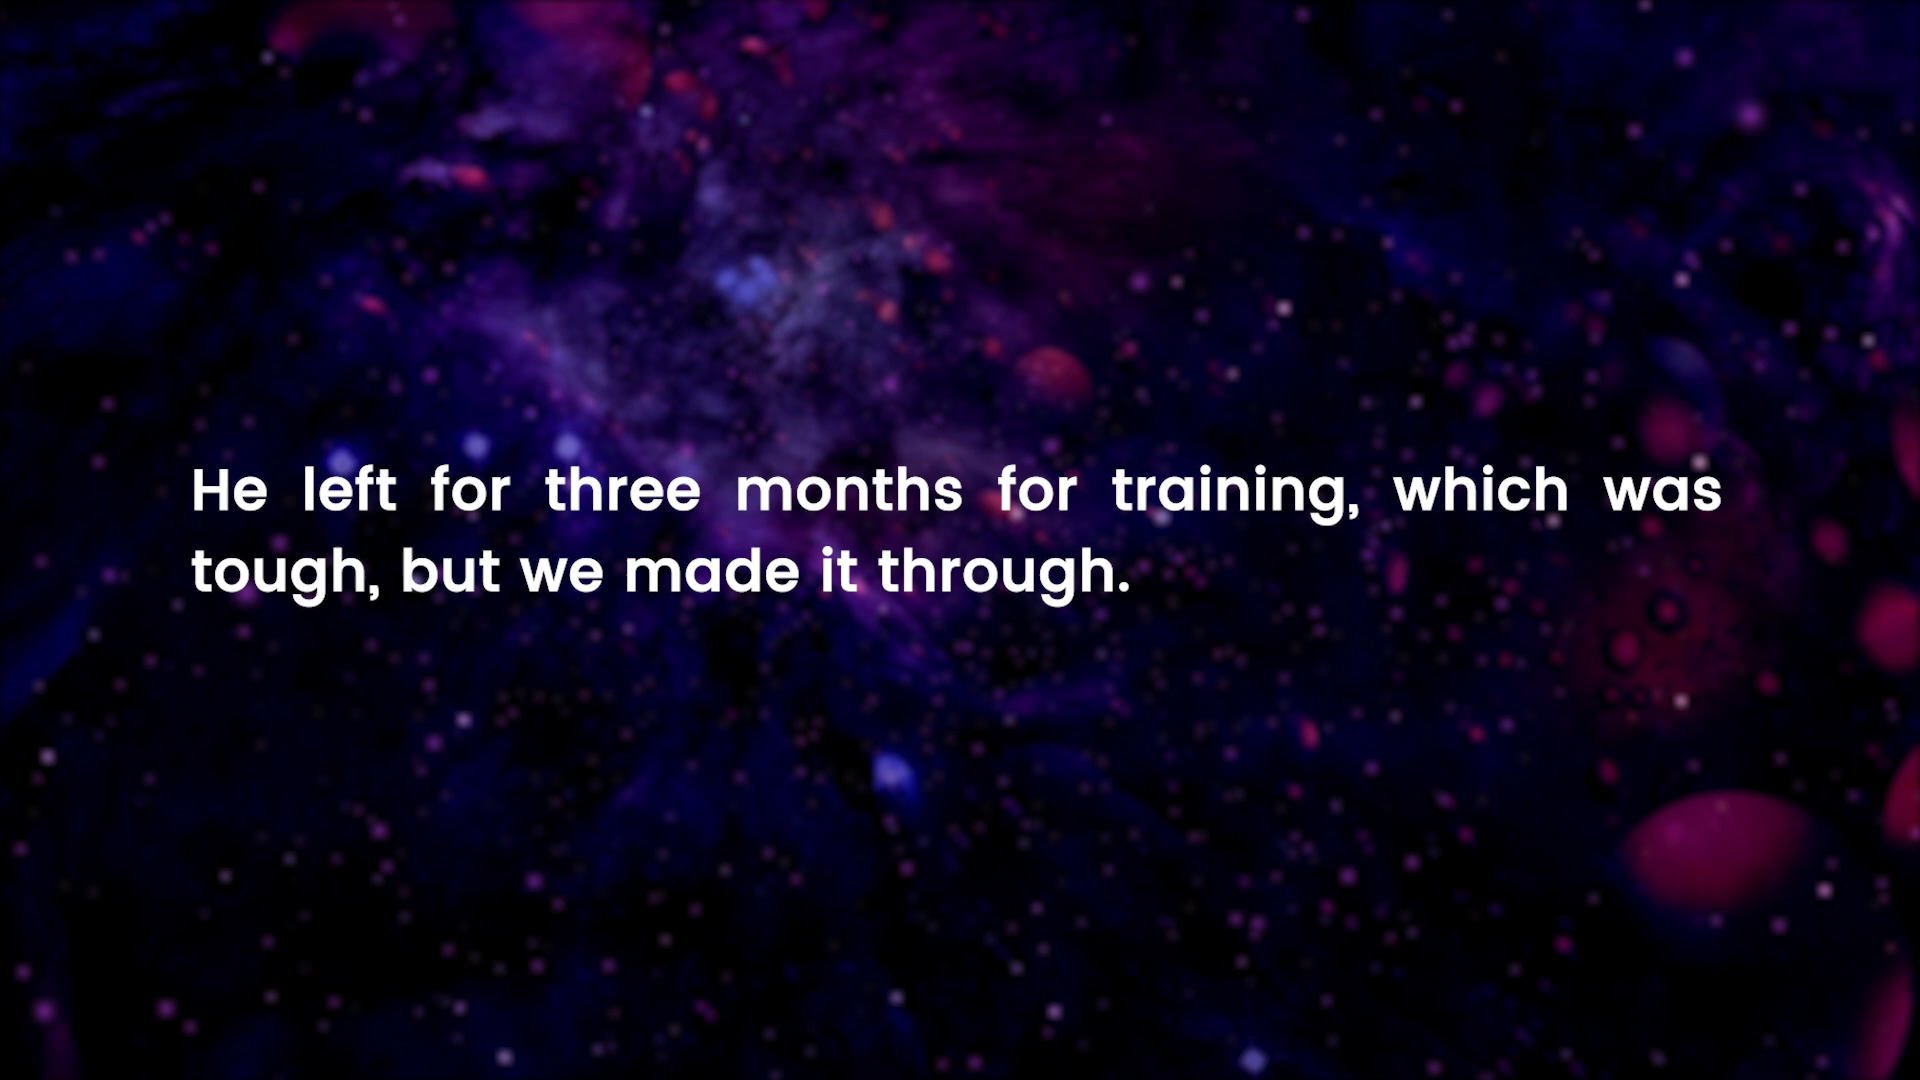 He left for three months for training, which was
tough, but we made it through.